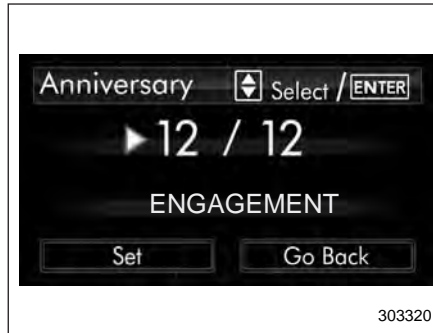 Anniversary Select / ENTER
12 / 12
ENGAGEMENT
Set Go Back
303320